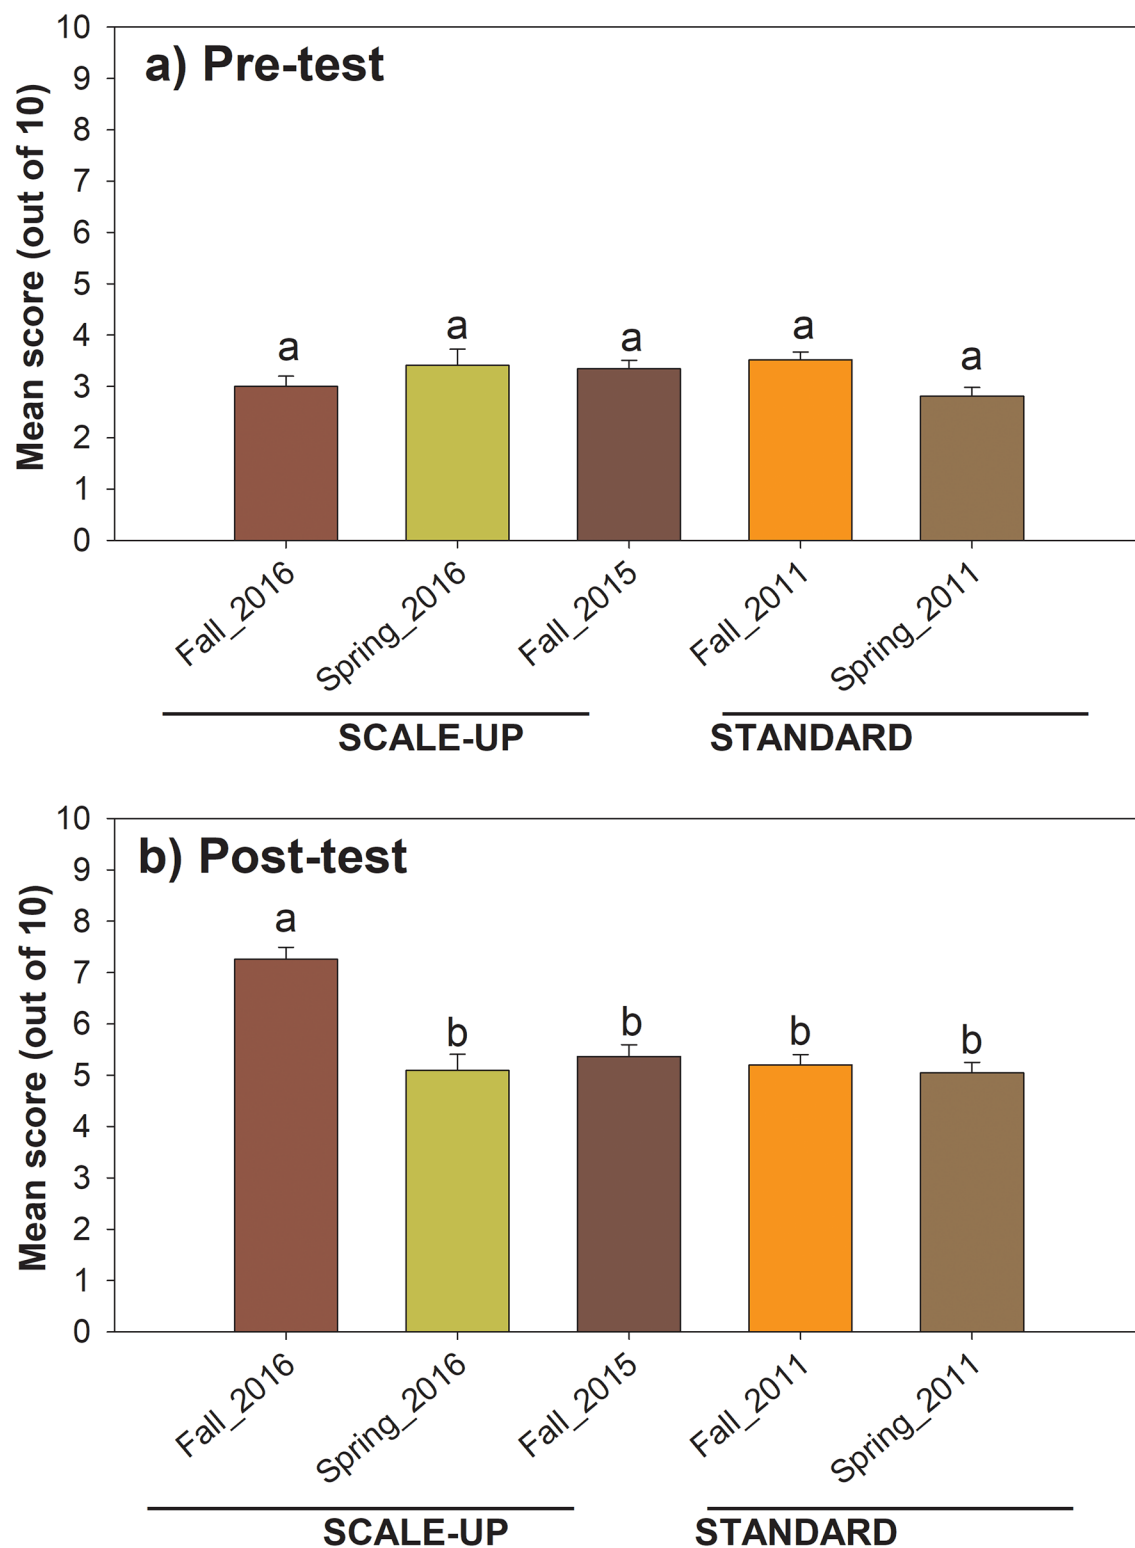 a) Pre-test
Mean score (out of 10)
10
9
8
7
6
5
4
3
2
1
0
a
a
a
a
a
Fall_2016
Spring_2016
Fall_2015
Fall_2011
Spring_2011
SCALE-UP
STANDARD
b) Post-test
Mean score (out of 10)
10
9
8
7
6
5
4
3
2
1
0
a
b
b
b
b
Fall_2016
Spring_2016
Fall_2015
Fall_2011
Spring_2011
SCALE-UP
STANDARD